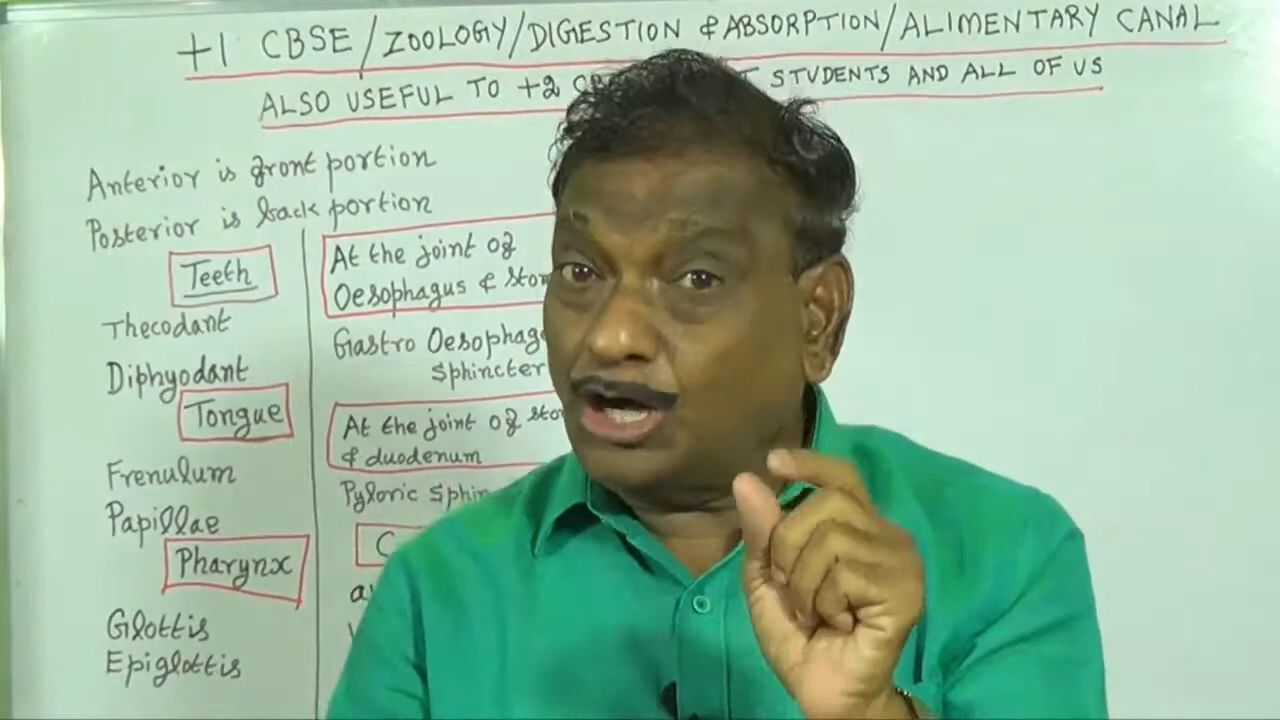 +1 CBSE/ZOOLOGY/DIGESTION & ABSORPTION/ALIMENTARY CANAL
ALSO USEFUL TO +2 STUDENTS AND ALL OF US
Anterior is front portion
Posterior is back portion
Teeth
Thecodant
Diphyodant
Tongue
Frenulum
Papillae
Pharynx
Glottis
Epiglottis
At the joint of
Oesophagus &
Gastro
Sphincter
At the joint of
& duodenum
Pyloric